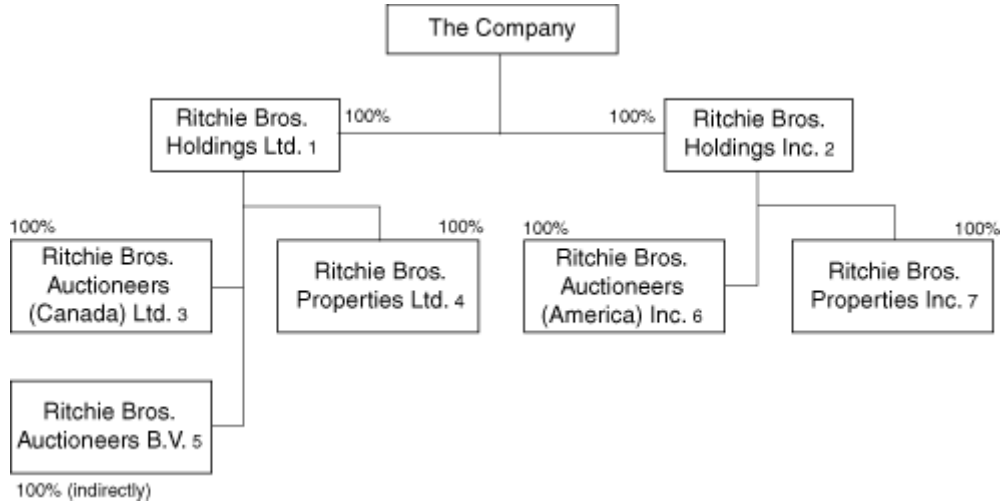 The Company
Ritchie Bros.
Holdings Ltd. 1
100%
100%
Ritchie Bros.
Holdings Inc. 2
100%
Ritchie Bros.
Auctioneers
(Canada) Ltd. 3
100%
Ritchie Bros.
Properties Ltd. 4
100%
Ritchie Bros.
Auctioneers
(America) Inc. 6
100%
Ritchie Bros.
Properties Inc. 7
Ritchie Bros.
Auctioneers B.V. 5
100% (indirectly)